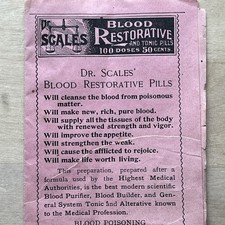 DR. SCALES
BLOOD
RESTORATIVE
AND TONIC PILLS
100 DOSES 50 CENTS.
DR. SCALES'
BLOOD RESTORATIVE PILLS
Will cleanse the blood from poisonous
matter.
Will make new, rich, pure blood.
Will supply all the tissues of the body
with renewed strength and vigor.
Will improve the appetite.
Will strengthen the weak.
Will cause the afflicted to rejoice.
Will make life worth living.
This preparation, prepared after a
formula used by the Highest Medical
Authorities, is the best modern scientific
Blood Purifier, Blood Builder, and Gen-
eral System Tonic and Alterative known to
the Medical Profession.
BLOOD POISONING